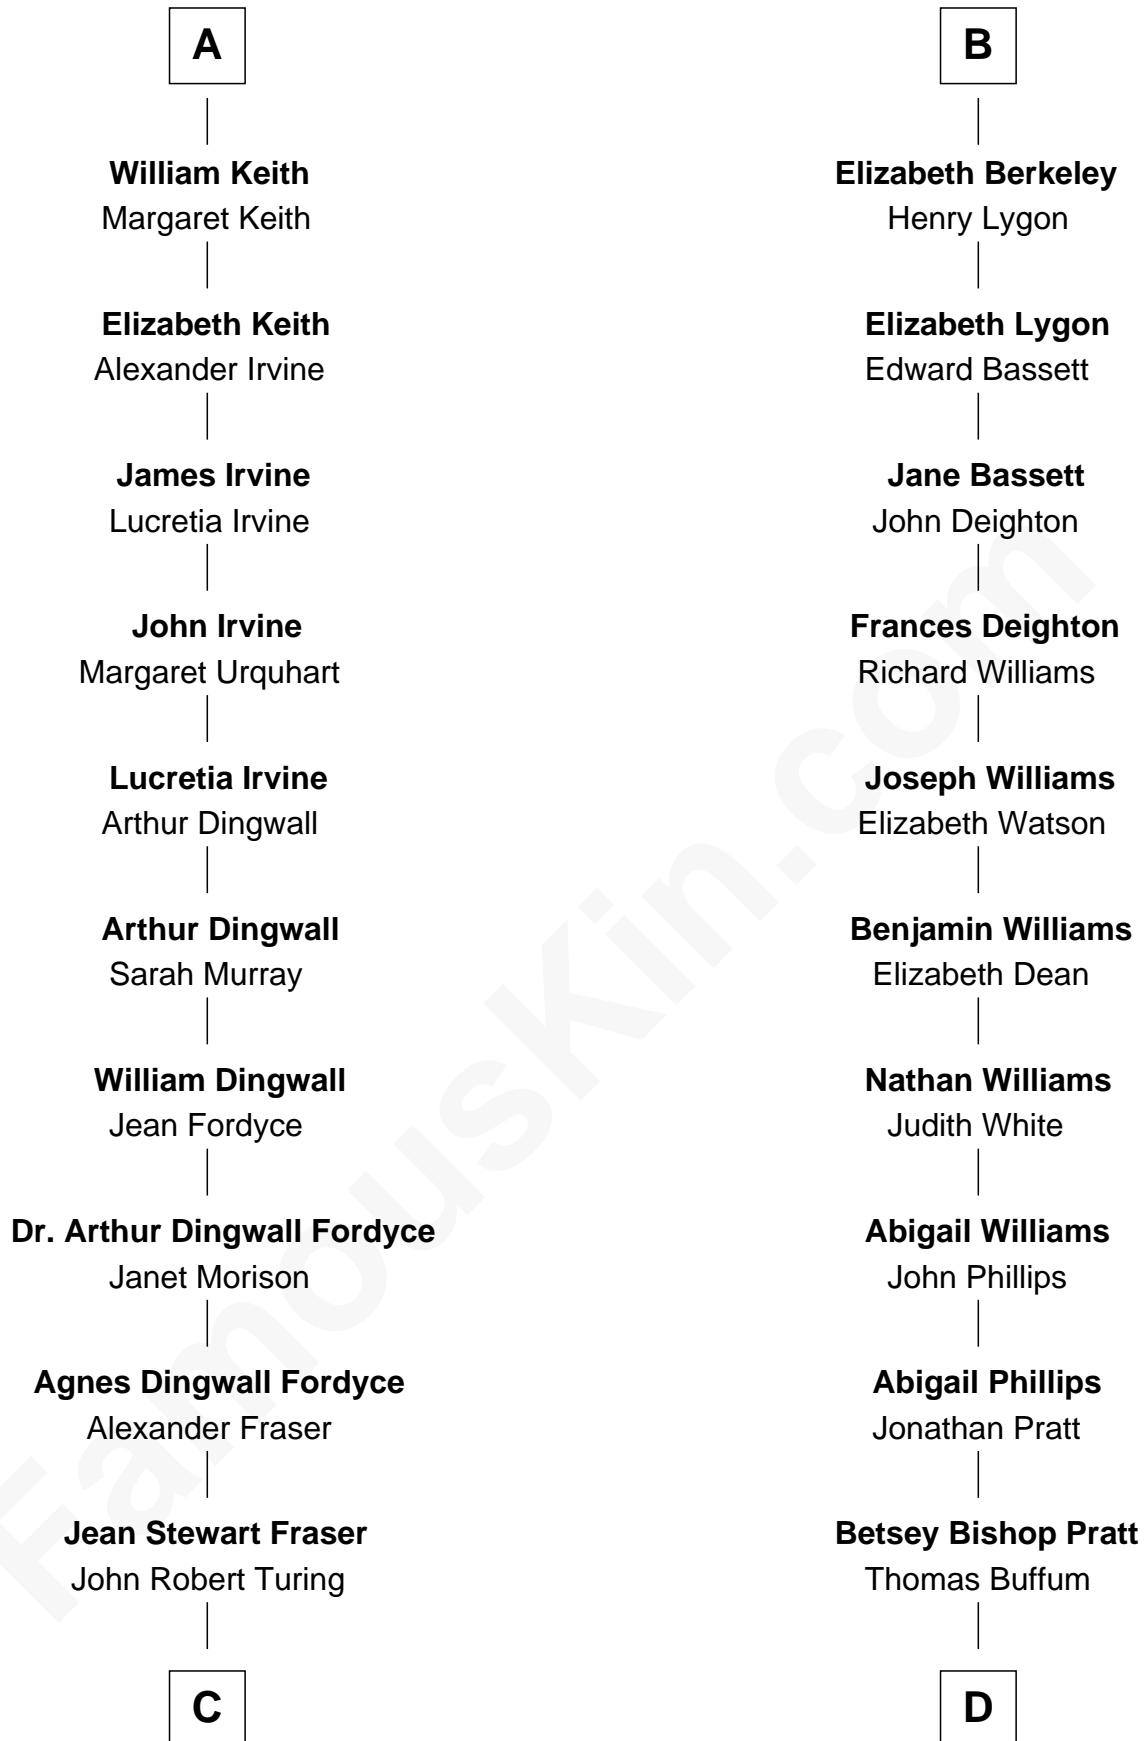 A
William Keith
Margaret Keith
Elizabeth Keith
Alexander Irvine
James Irvine
Lucretia Irvine
John Irvine
Margaret Urquhart
Lucretia Irvine
Arthur Dingwall
Arthur Dingwall
Sarah Murray
William Dingwall
Jean Fordyce
Dr. Arthur Dingwall Fordyce
Janet Morison
Agnes Dingwall Fordyce
Alexander Fraser
Jean Stewart Fraser
John Robert Turing
C
B
Elizabeth Berkeley
Henry Lygon
Elizabeth Lygon
Edward Bassett
Jane Bassett
John Deighton
Frances Deighton
Richard Williams
Joseph Williams
Elizabeth Watson
Benjamin Williams
Elizabeth Dean
Nathan Williams
Judith White
Abigail Williams
John Phillips
Abigail Phillips
Jonathan Pratt
Betsey Bishop Pratt
Thomas Buffum
D
FamousKin.com